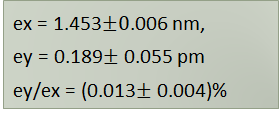 ex = 1.453±0.006 nm,
ey = 0.189± 0.055 pm
ey/ex = (0.013± 0.004)%